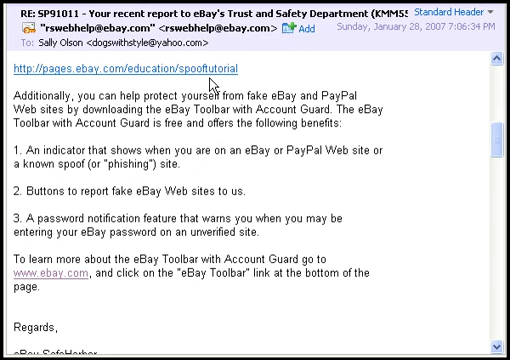 RE: SP91011 - Your recent report to eBay's Trust and Safety Department (KMM55
Standard Header
"rswebhelp@ebay.com" <rswebhelp@ebay.com> Add
Sunday, January 28, 2007 7:06:34 PM
To: Sally Olson <dogswithstyle@yahoo.com>
http://pages.ebay.com/education/spooftutorial
Additionally, you can help protect yourself from fake eBay and PayPal
Web sites by downloading the eBay Toolbar with Account Guard. The eBay
Toolbar with Account Guard is free and offers the following benefits:
1. An indicator that shows when you are on an eBay or PayPal Web site or
a known spoof (or "phishing") site.
2. Buttons to report fake eBay Web sites to us.
3. A password notification feature that warns you when you may be
entering your eBay password on an unverified site.
To learn more about the eBay Toolbar with Account Guard go to
www.ebay.com, and click on the "eBay Toolbar" link at the bottom of the
page.
Regards,
eBay SafeHarbor